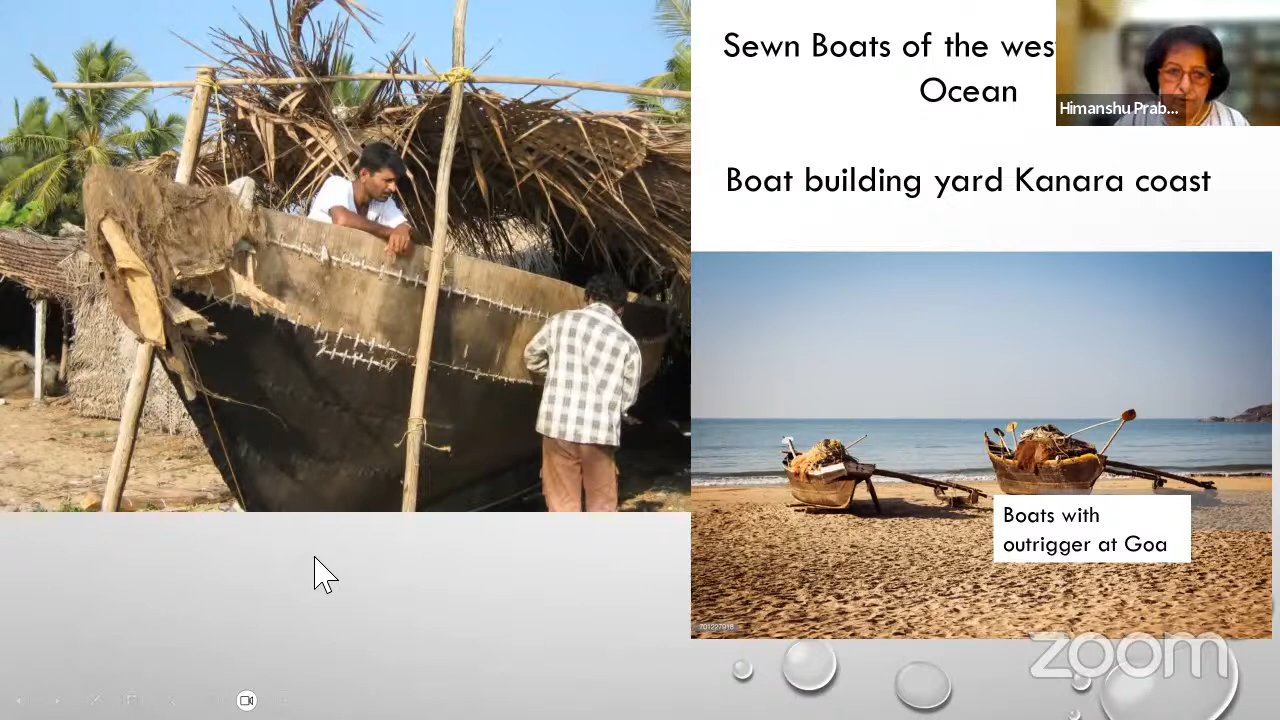 Sewn Boats of the wes
Ocean
Himanshu Prab...
Boat building yard Kanara coast
Boats with
outrigger at Goa
701227018
zoom